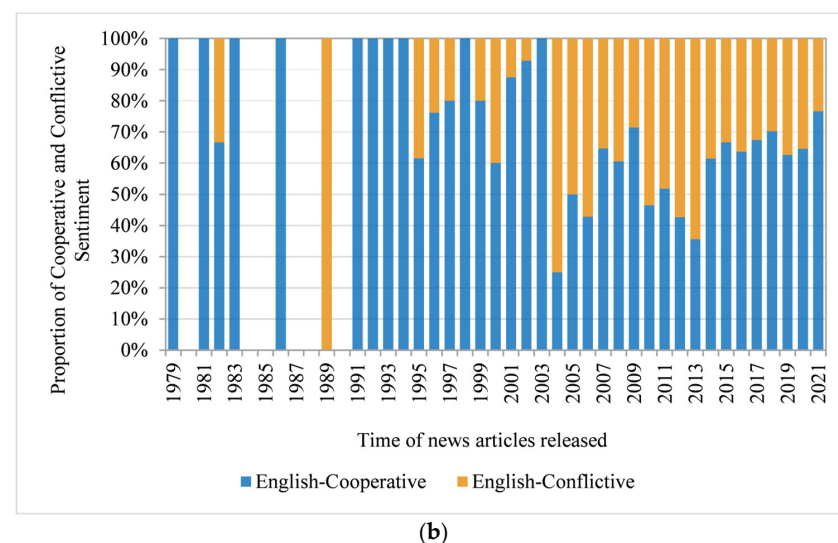 100%
90%
80%
70%
60%
50%
40%
30%
20%
10%
0%
Proportion of Cooperative and Conflictive
Sentiment
1979 1981 1983 1985 1987 1989 1991 1993 1995 1997 1999 2001 2003 2005 2007 2009 2011 2013 2015 2017 2019 2021
Time of news articles released
English-Cooperative English-Conflictive
(b)